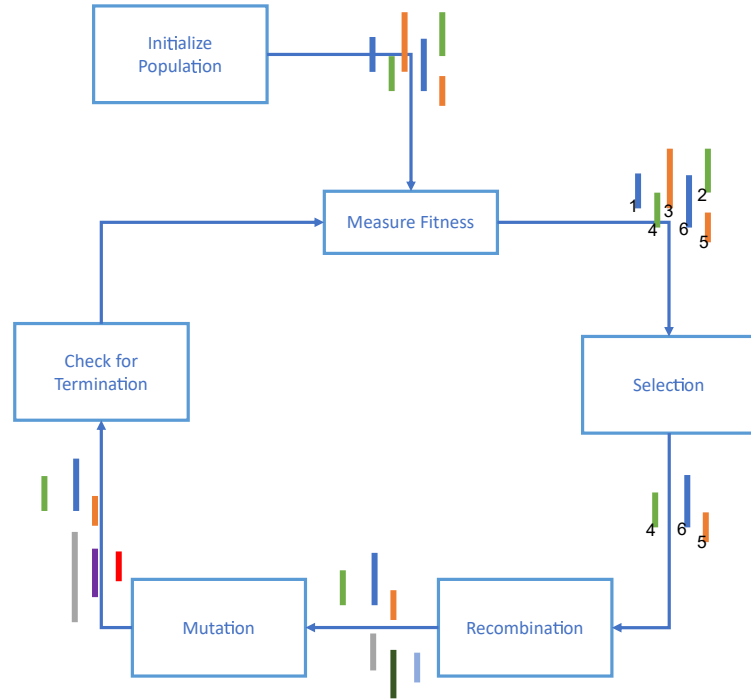 Initialize
Population
1
4
3
6
2
5
Measure Fitness
Check for
Termination
Selection
4
6
5
Mutation
Recombination